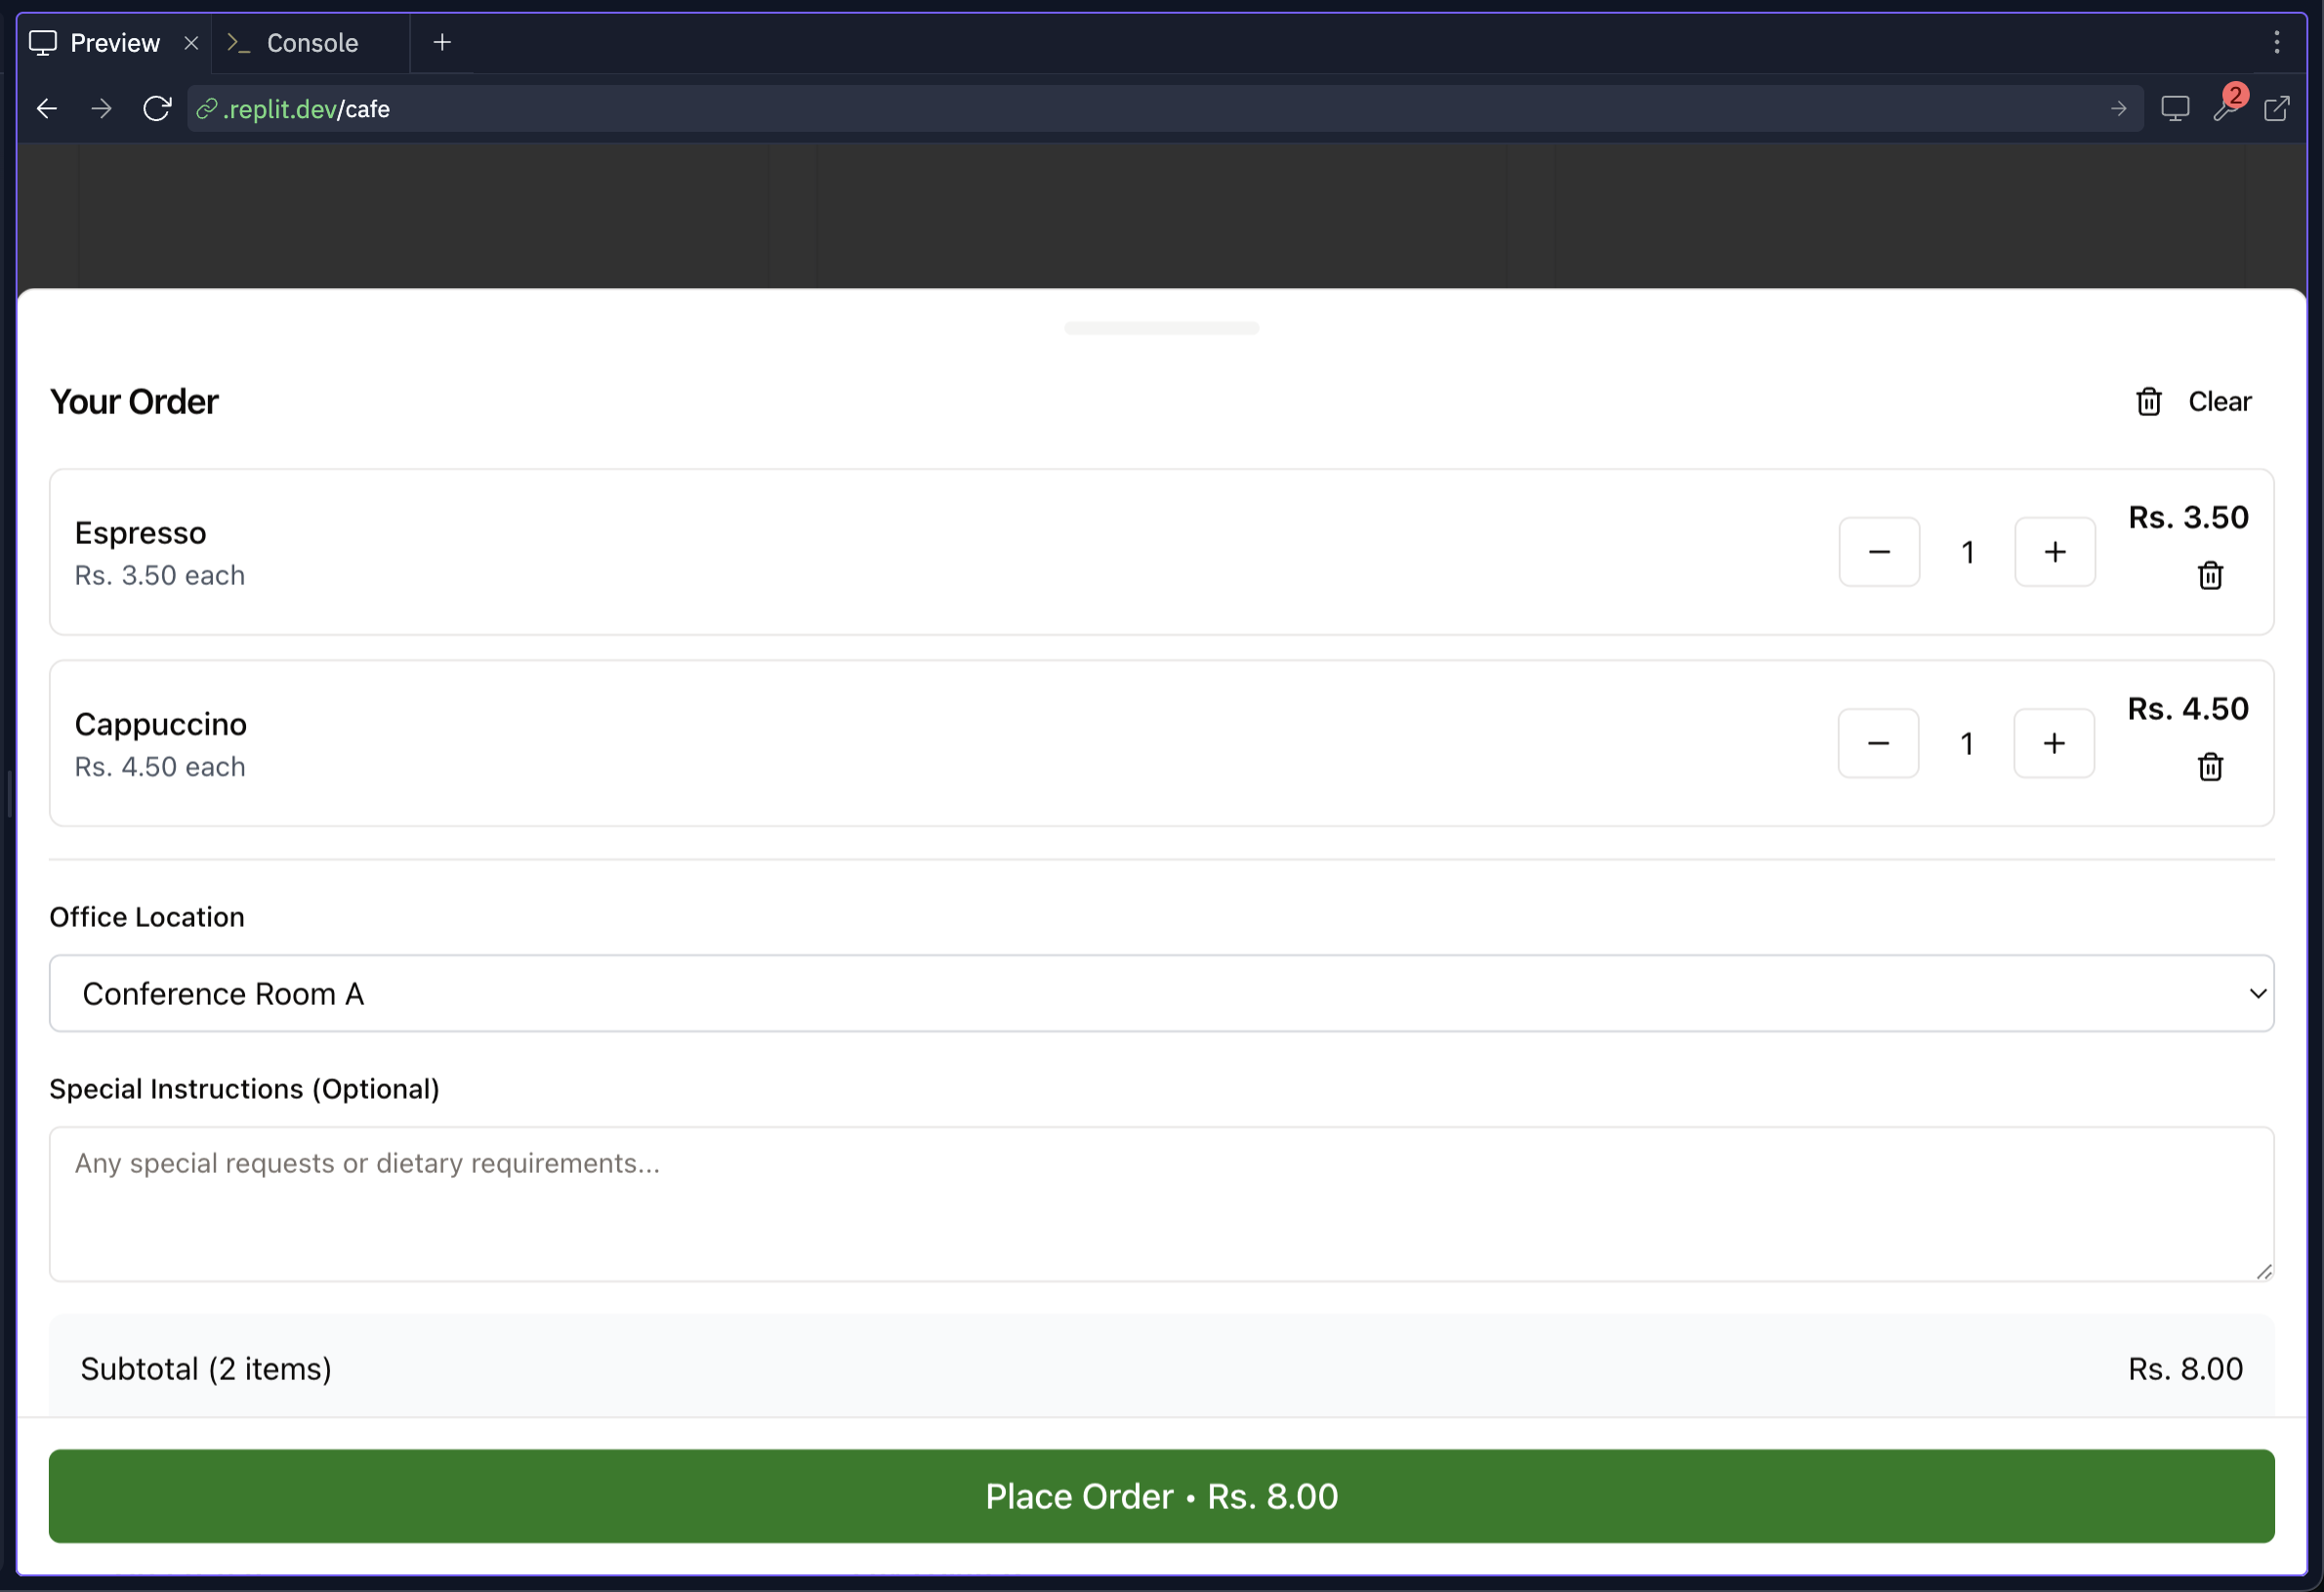 Preview
Console
.replit.dev/cafe
2
Your Order
Clear
Espresso
Rs. 3.50 each
1
Rs. 3.50
Cappuccino
Rs. 4.50 each
1
Rs. 4.50
Office Location
Conference Room A
Special Instructions (Optional)
Any special requests or dietary requirements...
Subtotal (2 items)
Rs. 8.00
Place Order • Rs. 8.00